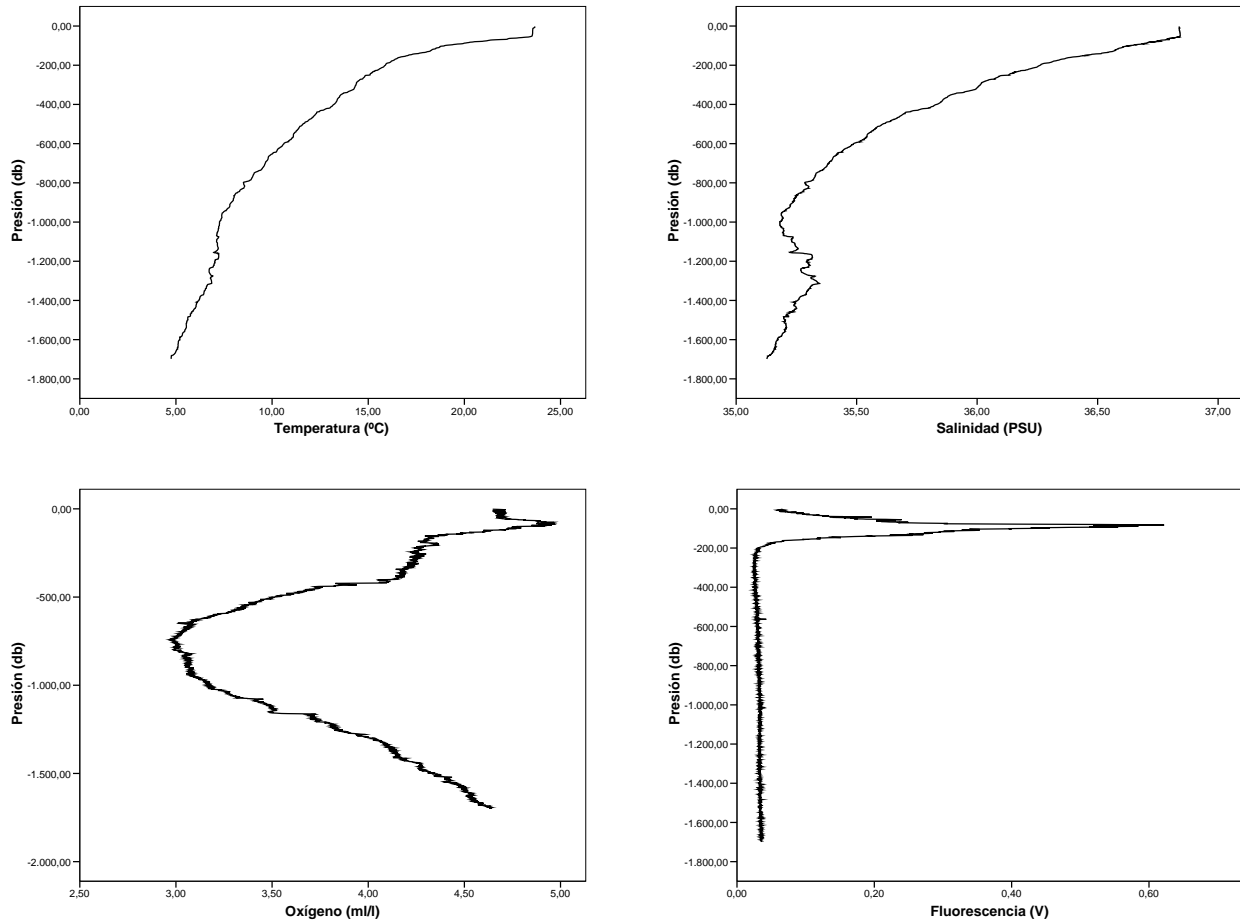 0,00
-200,00
-400,00
-600,00
-800,00
-1.000,00
-1.200,00
-1.400,00
-1.600,00
-1.800,00
Presión (db)
0,00 5,00 10,00 15,00 20,00 25,00
Temperatura (ºC)
0,00
-200,00
-400,00
-600,00
-800,00
-1.000,00
-1.200,00
-1.400,00
-1.600,00
-1.800,00
Presión (db)
35,00 35,50 36,00 36,50 37,00
Salinidad (PSU)
0,00
-500,00
-1.000,00
-1.500,00
-2.000,00
Presión (db)
2,50 3,00 3,50 4,00 4,50 5,00
Oxígeno (ml/l)
0,00
-200,00
-400,00
-600,00
-800,00
-1.000,00
-1.200,00
-1.400,00
-1.600,00
-1.800,00
Presión (db)
0,00 0,20 0,40 0,60
Fluorescencia (V)